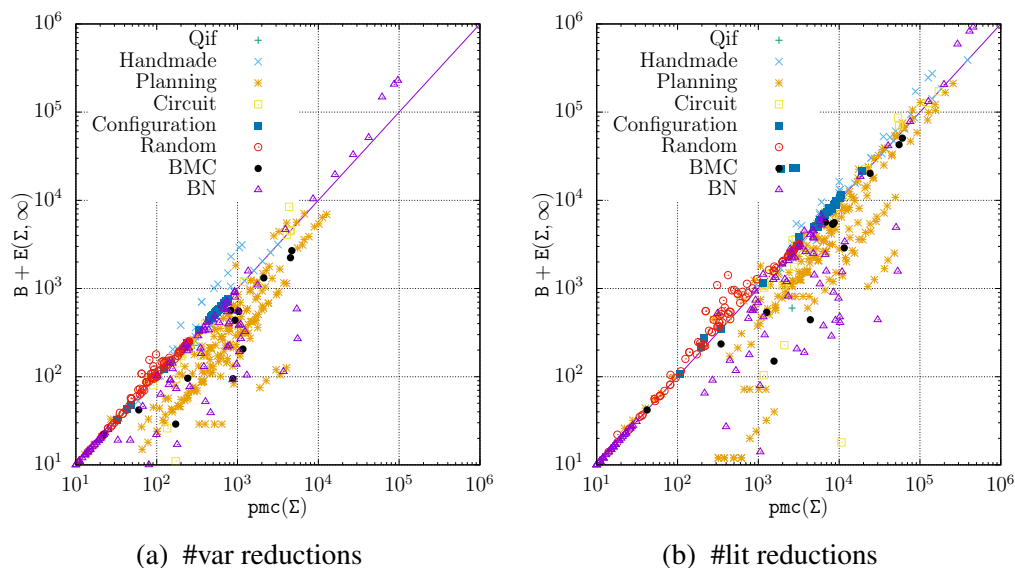 10^6
10^5
10^4
10^3
10^2
10^1
B + E(Σ, ∞)
Qif
Handmade
Planning
Circuit
Configuration
Random
BMC
BN
10^1 10^2 10^3 10^4 10^5 10^6
pmc(Σ)
(a) #var reductions
10^6
10^5
10^4
10^3
10^2
10^1
B + E(Σ, ∞)
Qif
Handmade
Planning
Circuit
Configuration
Random
BMC
BN
10^1 10^2 10^3 10^4 10^5 10^6
pmc(Σ)
(b) #lit reductions